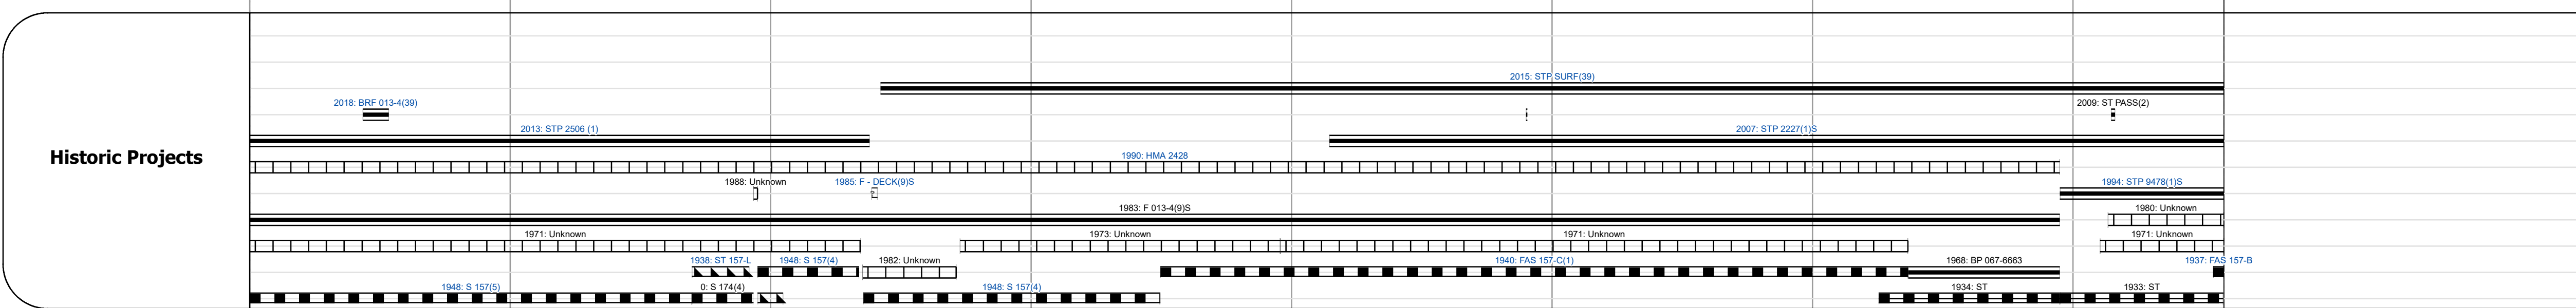 2015: STP SURF(39)
2018: BRF 013-4(39)
2009: ST PASS(2)
2013: STP 2506 (1)
2007: STP 2227(1)S
Historic Projects
1990: HMA 2428
1988: Unknown
1985: F - DECK(9)S
1994: STP 9478(1)S
1983: F 013-4(9)S
1980: Unknown
1971: Unknown
1973: Unknown
1971: Unknown
1971: Unknown
1938: ST 157-L
1948: S 157(4)
1982: Unknown
1940: FAS 157-C(1)
1968: BP 067-6663
1937: FAS 157-B
1948: S 157(5)
0: S 174(4)
1948: S 157(4)
1934: ST
1933: ST